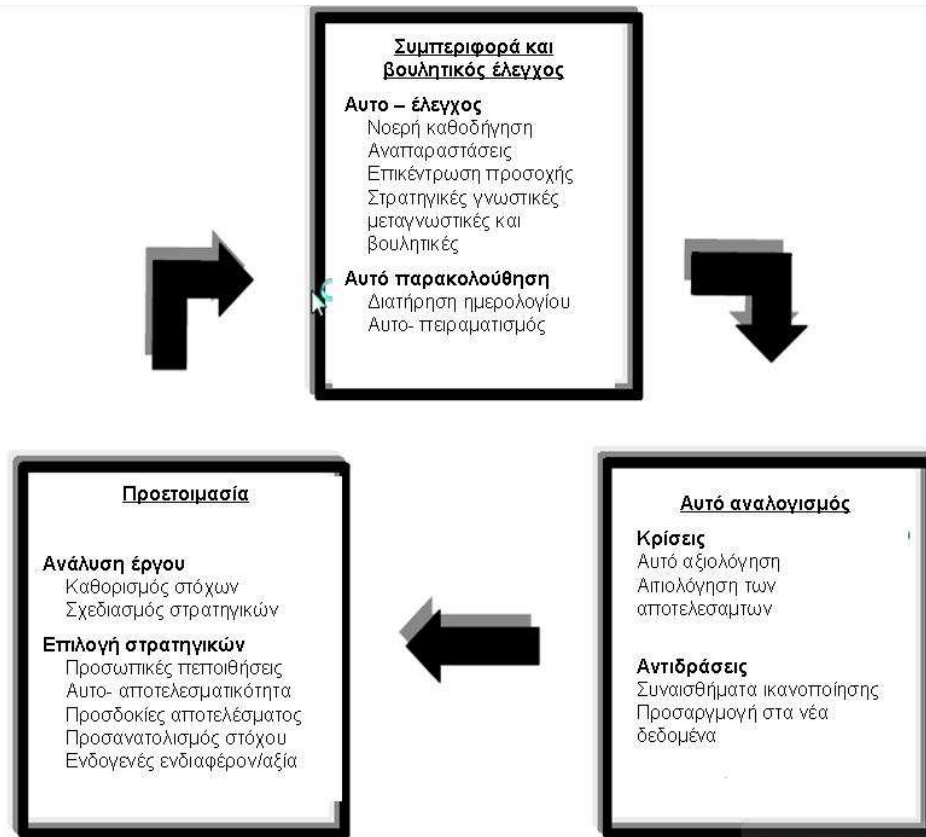 Συμπεριφορά και
βουλητικός έλεγχος
Αυτο – έλεγχος
Νοερή καθοδήγηση
Αναπαραστάσεις
Επικέντρωση προσοχής
Στρατηγικές γνωστικές
μεταγνωστικές και
βουλητικές
Αυτό παρακολούθηση
Διατήρηση ημερολογίου
Αυτο- πειραματισμός
Προετοιμασία
Ανάλυση έργου
Καθορισμός στόχων
Σχεδιασμός στρατηγικών
Επιλογή στρατηγικών
Προσωπικές πεποιθήσεις
Αυτο- αποτελεσματικότητα
Προσδοκίες αποτελέσματος
Προσανατολισμός στόχου
Ενδογενές ενδιαφέρον/αξία
Αυτό αναλογισμός
Κρίσεις
Αυτό αξιολόγηση
Αιτιολόγηση των
αποτελεσαμτων
Αντιδράσεις
Συναισθήματα ικανοποίησης
Προσαργμογή στα νέα
δεδομένα